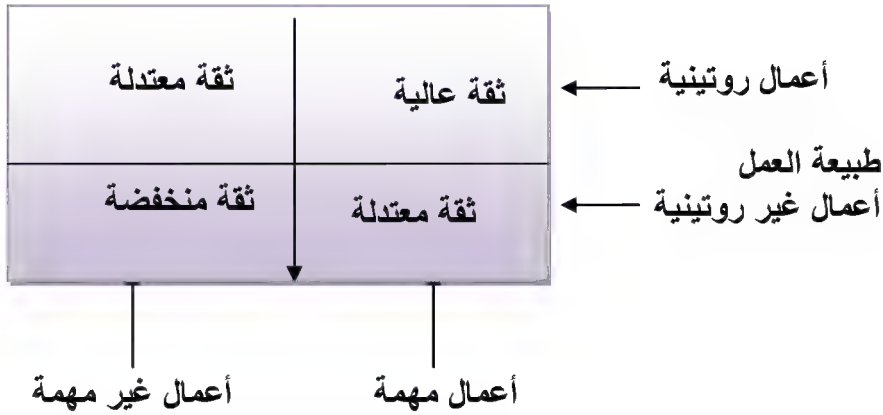 أعمال روتينية
ثقة عالية
ثقة معتدلة
طبيعة العمل
أعمال غير روتينية
ثقة معتدلة
ثقة منخفضة
أعمال مهمة
أعمال غير مهمة